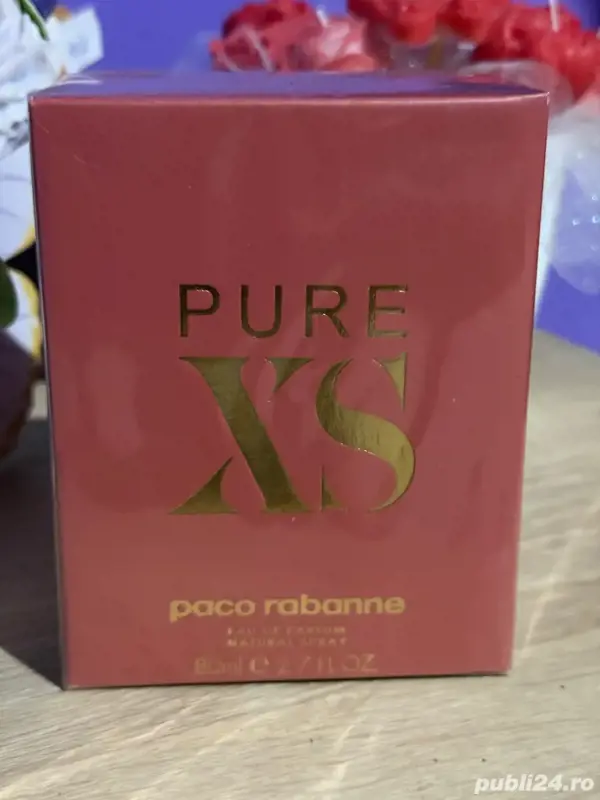 PURE
XS
paco rabanne
EAU DE PARFUM
NATURAL SPRAY
80ml e 2.7 fl OZ
publi24.ro